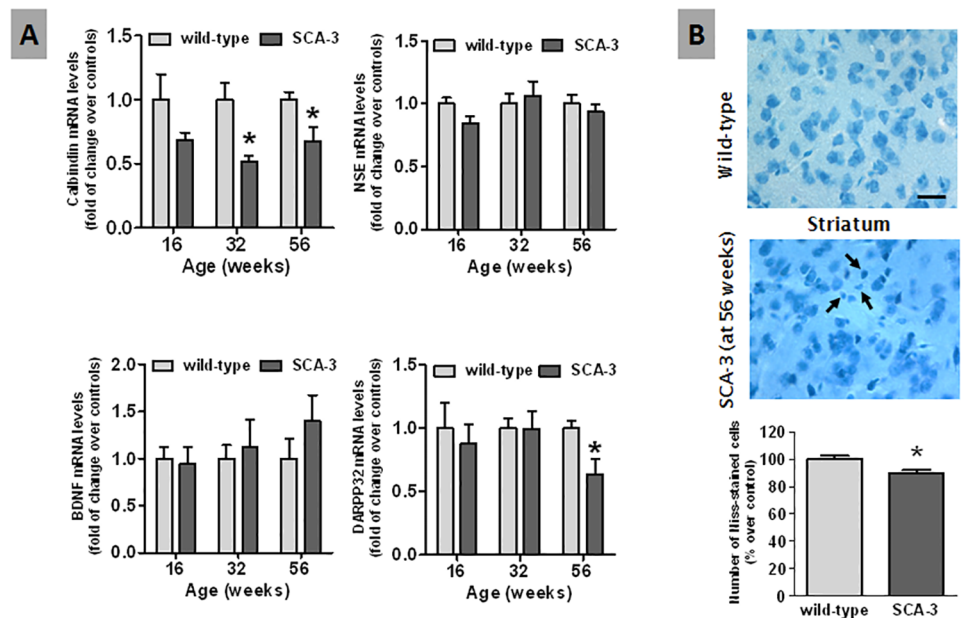 A
wild-type SCA-3
Calbindin mRNA levels
(fold of change over controls)
1.5
1.0
0.5
0.0
* *
16 32 56
Age (weeks)
wild-type SCA-3
NSE mRNA levels
(fold of change over controls)
1.5
1.0
0.5
0.0
16 32 56
Age (weeks)
wild-type SCA-3
BDNF mRNA levels
(fold of change over controls)
2.0
1.5
1.0
0.5
0.0
16 32 56
Age (weeks)
wild-type SCA-3
DARPP32 mRNA levels
(fold of change over controls)
1.5
1.0
0.5
0.0
*
16 32 56
Age (weeks)
B
Wild-type
Striatum
SCA-3 (at 56 weeks)
Number of Niss-stained cells
(% over control)
120
100
80
60
40
20
0
*
wild-type SCA-3